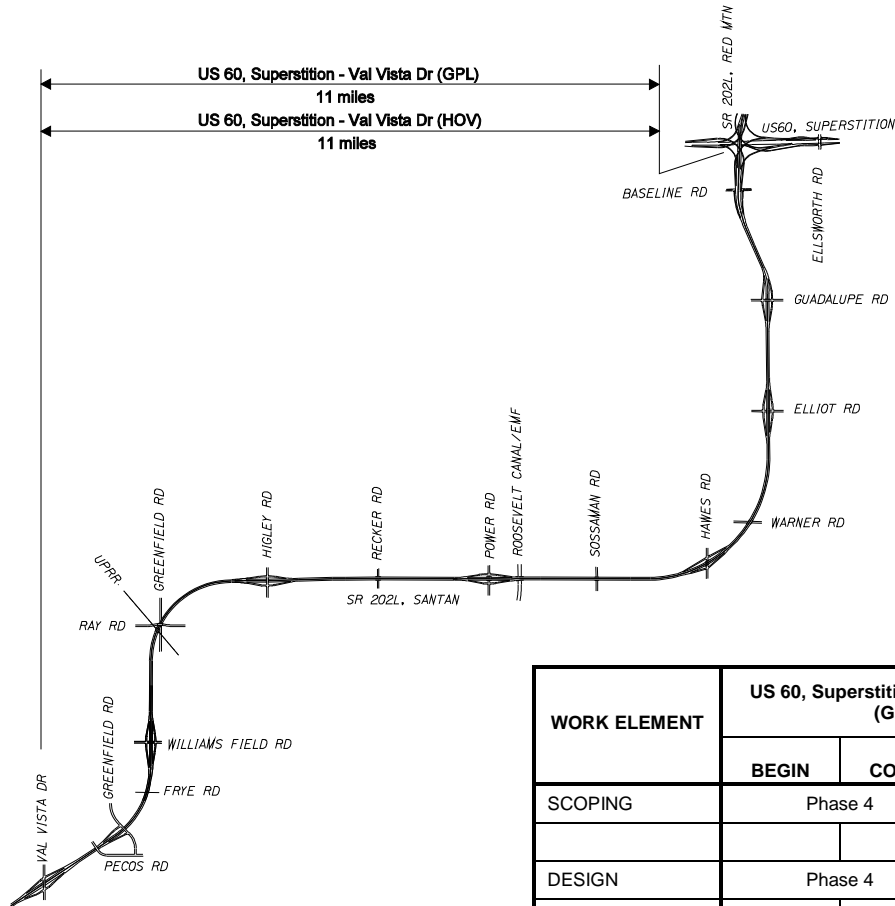 US 60, Superstition - Val Vista Dr (GPL)
11 miles
US 60, Superstition - Val Vista Dr (HOV)
11 miles
SR 202L, RED MTN
US60, SUPERSTITION
ELLSWORTH RD
BASELINE RD
GUADALUPE RD
ELLIOT RD
WARNER RD
HAWES RD
SOSSAMAN RD
ROOSEVELT CANAL/EMF
POWER RD
RECKER RD
HIGLEY RD
SR 202L, SANTAN
GREENFIELD RD
UPRR.
RAY RD
WILLIAMS FIELD RD
GREENFIELD RD
FRYE RD
PECOS RD
VAL VISTA DR
WORK ELEMENT
US 60, Superstiti
(G
BEGIN
CO
SCOPING
Phase 4
DESIGN
Phase 4